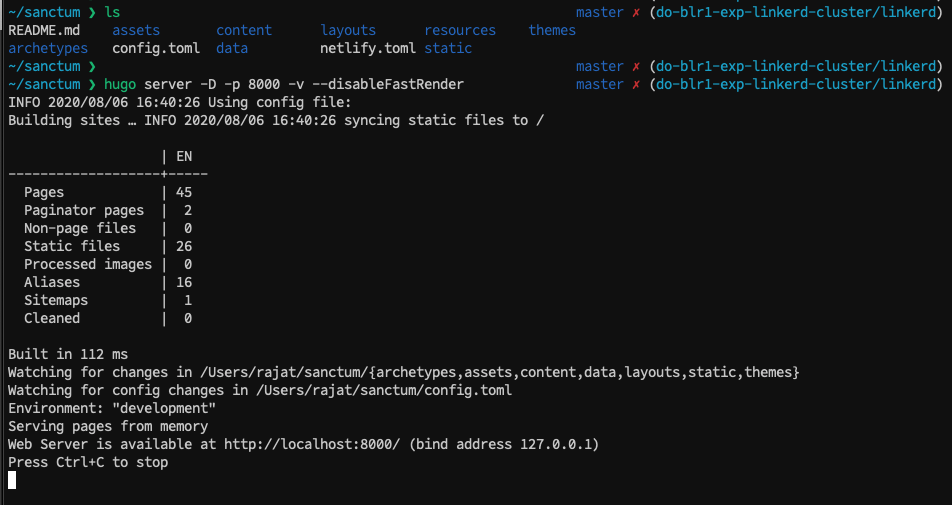 ~/sanctum ❯ ls master ✗ (do-blr1-exp-linkerd-cluster/linkerd)
README.md assets content layouts resources themes
archetypes config.toml data netlify.toml static
~/sanctum ❯ master ✗ (do-blr1-exp-linkerd-cluster/linkerd)
~/sanctum ❯ hugo server -D -p 8000 -v --disableFastRender master ✗ (do-blr1-exp-linkerd-cluster/linkerd)
INFO 2020/08/06 16:40:26 Using config file:
Building sites … INFO 2020/08/06 16:40:26 syncing static files to /
| EN
-------------------+-----
Pages | 45
Paginator pages | 2
Non-page files | 0
Static files | 26
Processed images | 0
Aliases | 16
Sitemaps | 1
Cleaned | 0
Built in 112 ms
Watching for changes in /Users/rajat/sanctum/{archetypes,assets,content,data,layouts,static,themes}
Watching for config changes in /Users/rajat/sanctum/config.toml
Environment: "development"
Serving pages from memory
Web Server is available at http://localhost:8000/ (bind address 127.0.0.1)
Press Ctrl+C to stop